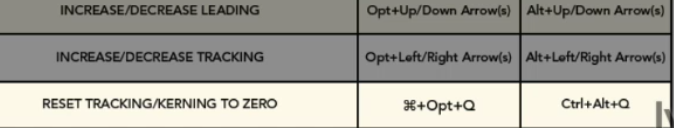 INCREASE/DECREASE LEADING Opt+Up/Down Arrow(s) Alt+Up/Down Arrow(s)
INCREASE/DECREASE TRACKING Opt+Left/Right Arrow(s) Alt+Left/Right Arrow(s)
RESET TRACKING/KERNING TO ZERO ⌘+Opt+Q Ctrl+Alt+Q